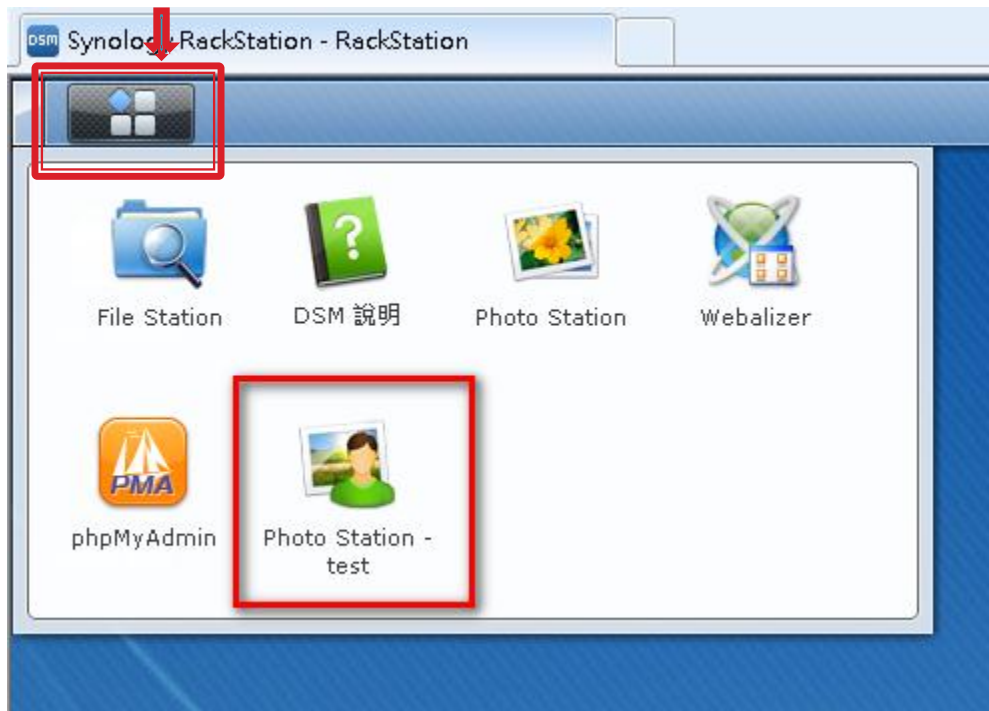 DSM Synology RackStation - RackStation
File Station
DSM 說明
Photo Station
Webalizer
PMA
phpMyAdmin
Photo Station -
test